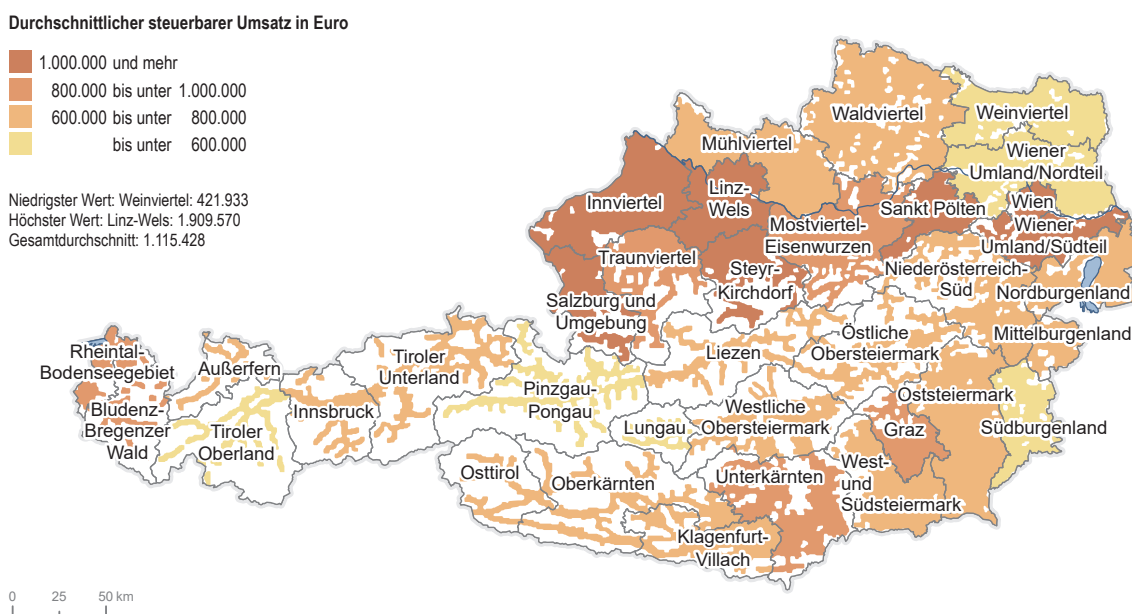 Durchschnittlicher steuerbarer Umsatz in Euro
1.000.000 und mehr
800.000 bis unter 1.000.000
600.000 bis unter 800.000
bis unter 600.000
Niedrigster Wert: Weinviertel: 421.933
Höchster Wert: Linz-Wels: 1.909.570
Gesamtdurchschnitt: 1.115.428
Waldviertel
Weinviertel
Mühlviertel
Wiener
Umland/Nordteil
Linz-
Wels
Innviertel
Sankt Pölten
Wien
Wiener
Umland/Südteil
Mostviertel-
Eisenwurzen
Traunviertel
Steyr-
Kirchdorf
Niederösterreich-
Süd
Nordburgenland
Salzburg und
Umgebung
Mittelburgenland
Östliche
Obersteiermark
Liezen
Rheintal-
Bodenseegebiet
Außerfern
Tiroler
Unterland
Pinzgau-
Pongau
Oststeiermark
Bludenz-
Bregenzer
Wald
Innsbruck
Tiroler
Oberland
Lungau
Westliche
Obersteiermark
Graz
Südburgenland
Osttirol
Oberkärnten
Unterkärnten
West-
und
Südsteiermark
Klagenfurt-
Villach
0 25 50 km